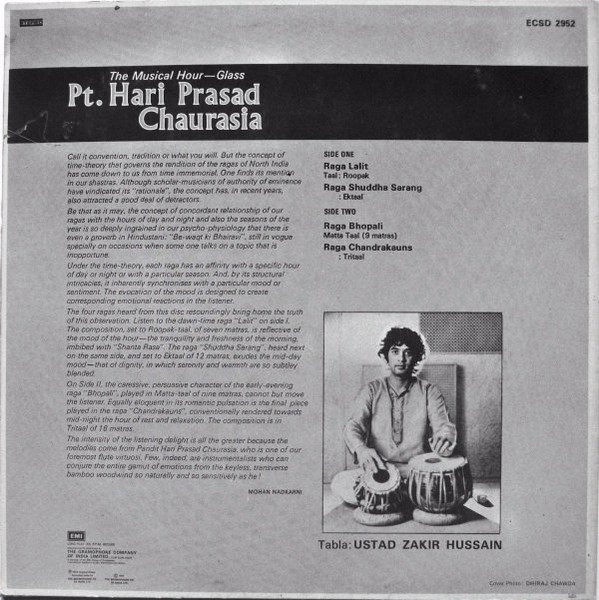 STEREO
ECSD 2952
The Musical Hour—Glass
Pt. Hari Prasad
Chaurasia
Call it convention, tradition or what you will. But the concept of
time-theory that governs the rendition of the ragas of North India
has come down to us from time immemorial. One finds its mention
in our shastras. Although scholar-musicians of authority of eminence
have vindicated its "rationale", the concept has, in recent years,
also attracted a good deal of detractors.
Be that as it may, the concept of concordant relationship of our
ragas with the hours of day and night and also the seasons of the
year is so deeply ingrained in our psycho-physiology that there is
even a proverb in Hindustani: "Be-waqt ki Bhairavi", still in vogue
specially on occasions when some one talks on a topic that is
inopportune.
Under the time-theory, each raga has an affinity with a specific hour
of day or night or with a particular season. And, by its structural
intricacies, it inherently synchronises with a particular mood or
sentiment. The evocation of the mood is designed to create
corresponding emotional reactions in the listener.
The four ragas heard from this disc resoundingly bring home the truth
of this observation. Listen to the dawn-time raga "Lalit" on side I.
The composition, set to Roopak-taal, of seven matras, is reflective of
the mood of the hour—the tranquility and freshness of the morning,
imbibed with "Shanta Rasa". The raga "Shuddha Sarang", heard next
on the same side, and set to Ektaal of 12 matras, exudes the mid-day
mood—that of dignity, in which serenity and warmth are so subtley
blended.
On Side II, the caressive, persuasive character of the early-evening
raga "Bhopali", played in Matta-taal of nine matras, cannot but move
the listener. Equally eloquent in its romantic pulsation is the final piece
played in the raga "Chandrakauns", conventionally rendered towards
mid-night the hour of rest and relaxation. The composition is in
Tritaal of 16 matras.
The intensity of the listening delight is all the greater because the
melodies come from Pandit Hari Prasad Chaurasia, who is one of our
foremost flute virtuosi. Few, indeed, are instrumentalists who can
conjure the entire gamut of emotions from the keyless, transverse
bamboo woodwind so naturally and so sensitively as he!
MOHAN NADKARNI
SIDE ONE
Raga Lalit
Taal: Roopak
Raga Shuddha Sarang
: Ektaal
SIDE TWO
Raga Bhopali
Matta Taal (9 matras)
Raga Chandrakauns
: Tritaal
Tabla: USTAD ZAKIR HUSSAIN
EMI
THE GRAMOPHONE COMPANY
OF INDIA LIMITED
Cover Photo: DHIRAJ CHAWDA